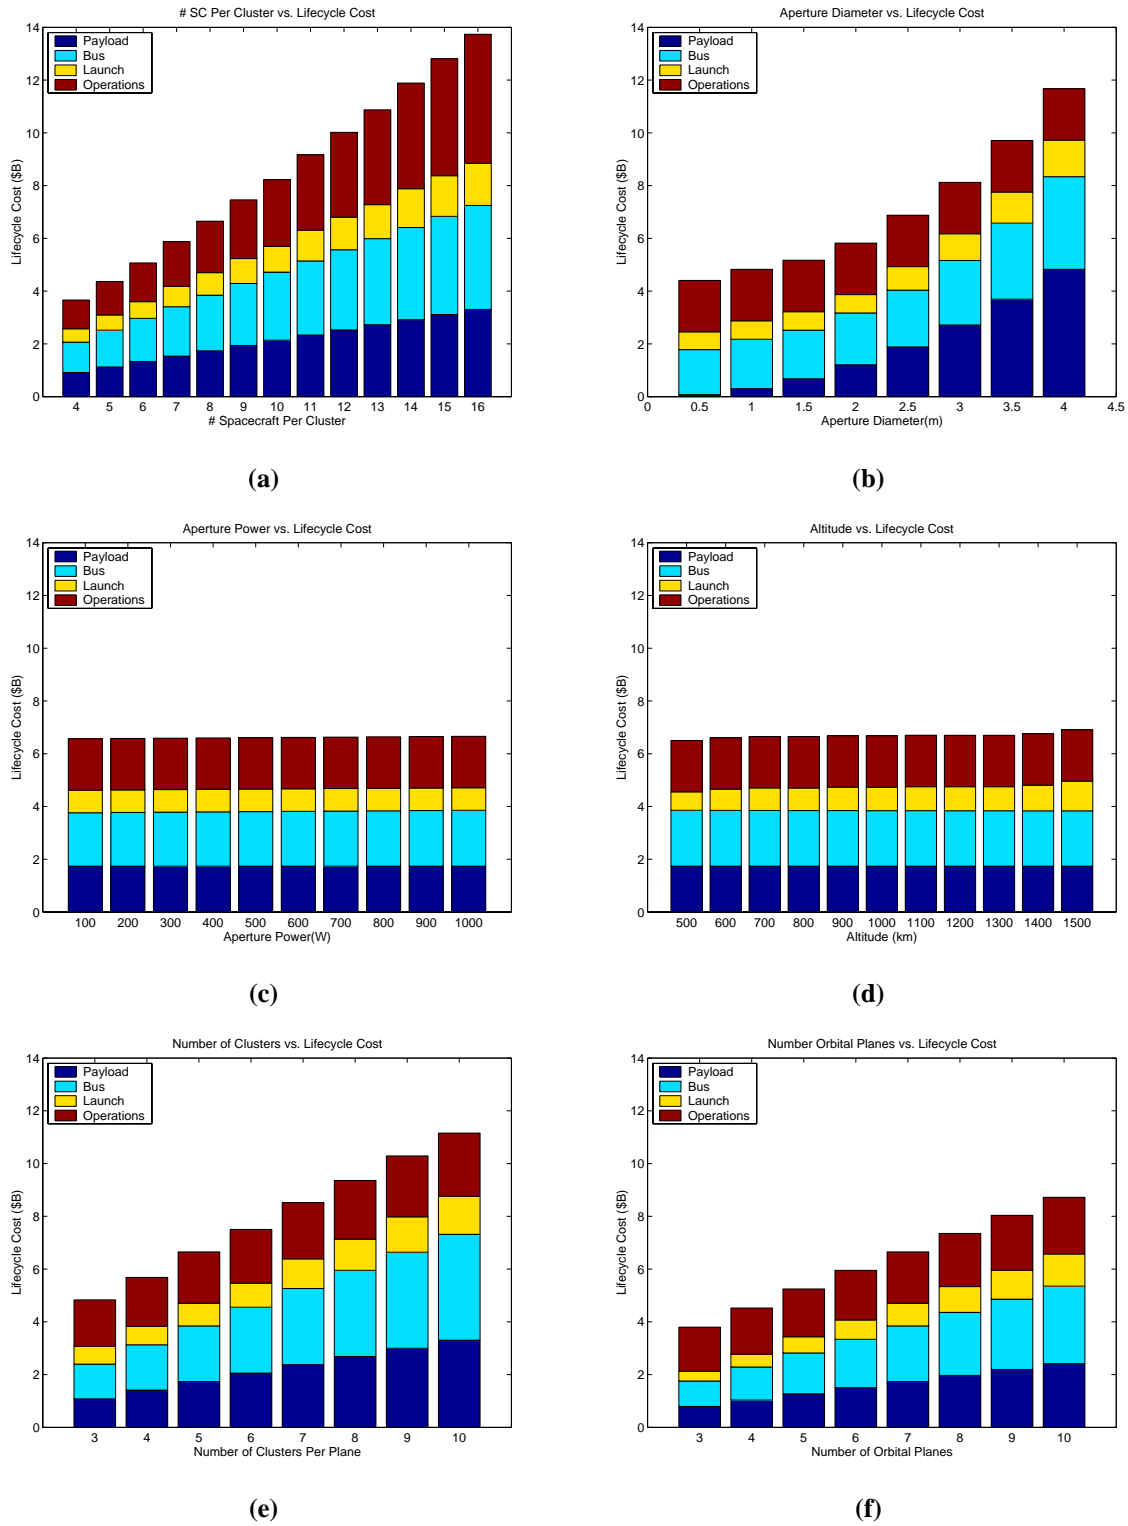 # SC Per Cluster vs. Lifecycle Cost
14
12
10
8
6
4
2
0
Lifecycle Cost ($B)
Payload
Bus
Launch
Operations
4 5 6 7 8 9 10 11 12 13 14 15 16
# Spacecraft Per Cluster
(a)
Aperture Diameter vs. Lifecycle Cost
14
12
10
8
6
4
2
0
Lifecycle Cost ($B)
Payload
Bus
Launch
Operations
0 0.5 1 1.5 2 2.5 3 3.5 4 4.5
Aperture Diameter(m)
(b)
Aperture Power vs. Lifecycle Cost
14
12
10
8
6
4
2
0
Lifecycle Cost ($B)
Payload
Bus
Launch
Operations
100 200 300 400 500 600 700 800 900 1000
Aperture Power(W)
(c)
Altitude vs. Lifecycle Cost
14
12
10
8
6
4
2
0
Lifecycle Cost ($B)
Payload
Bus
Launch
Operations
500 600 700 800 900 1000 1100 1200 1300 1400 1500
Altitude (km)
(d)
Number of Clusters vs. Lifecycle Cost
14
12
10
8
6
4
2
0
Lifecycle Cost ($B)
Payload
Bus
Launch
Operations
3 4 5 6 7 8 9 10
Number of Clusters Per Plane
(e)
Number Orbital Planes vs. Lifecycle Cost
14
12
10
8
6
4
2
0
Lifecycle Cost ($B)
Payload
Bus
Launch
Operations
3 4 5 6 7 8 9 10
Number of Orbital Planes
(f)